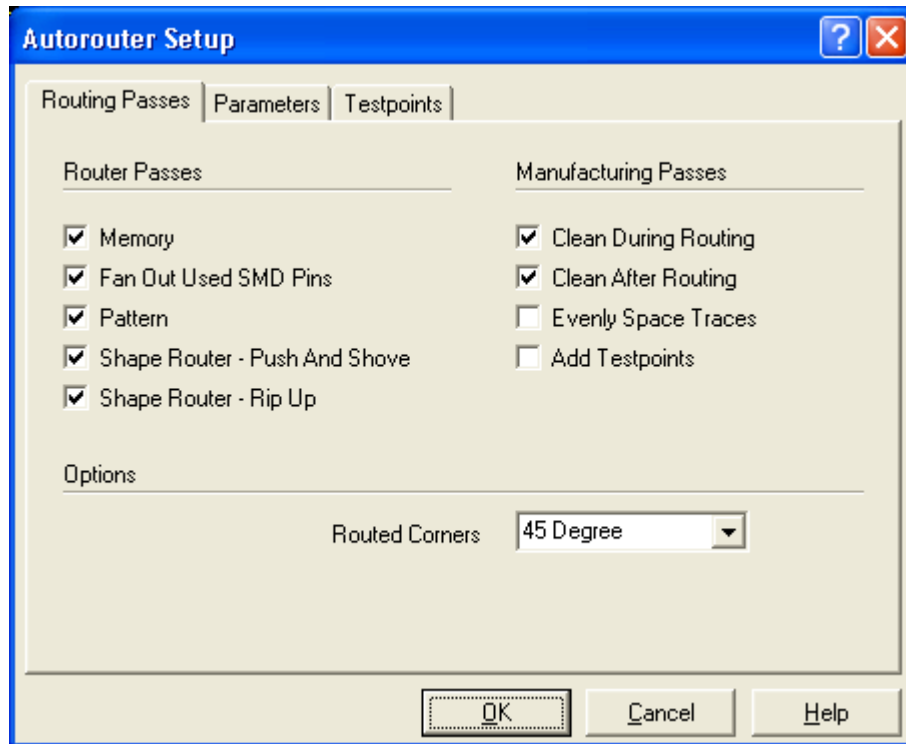 Autorouter Setup
Routing Passes
Parameters
Testpoints
Router Passes
Memory
Fan Out Used SMD Pins
Pattern
Shape Router - Push And Shove
Shape Router - Rip Up
Manufacturing Passes
Clean During Routing
Clean After Routing
Evenly Space Traces
Add Testpoints
Options
Routed Corners
45 Degree
OK
Cancel
Help